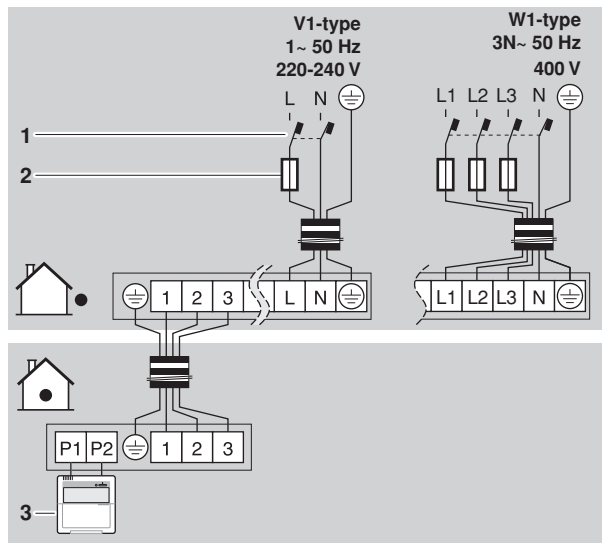 V1-type
1~ 50 Hz
220-240 V
W1-type
3N~ 50 Hz
400 V
L N
L1 L2 L3 N
1
2
1 2 3 L N
L1 L2 L3 N
P1 P2 1 2 3
3